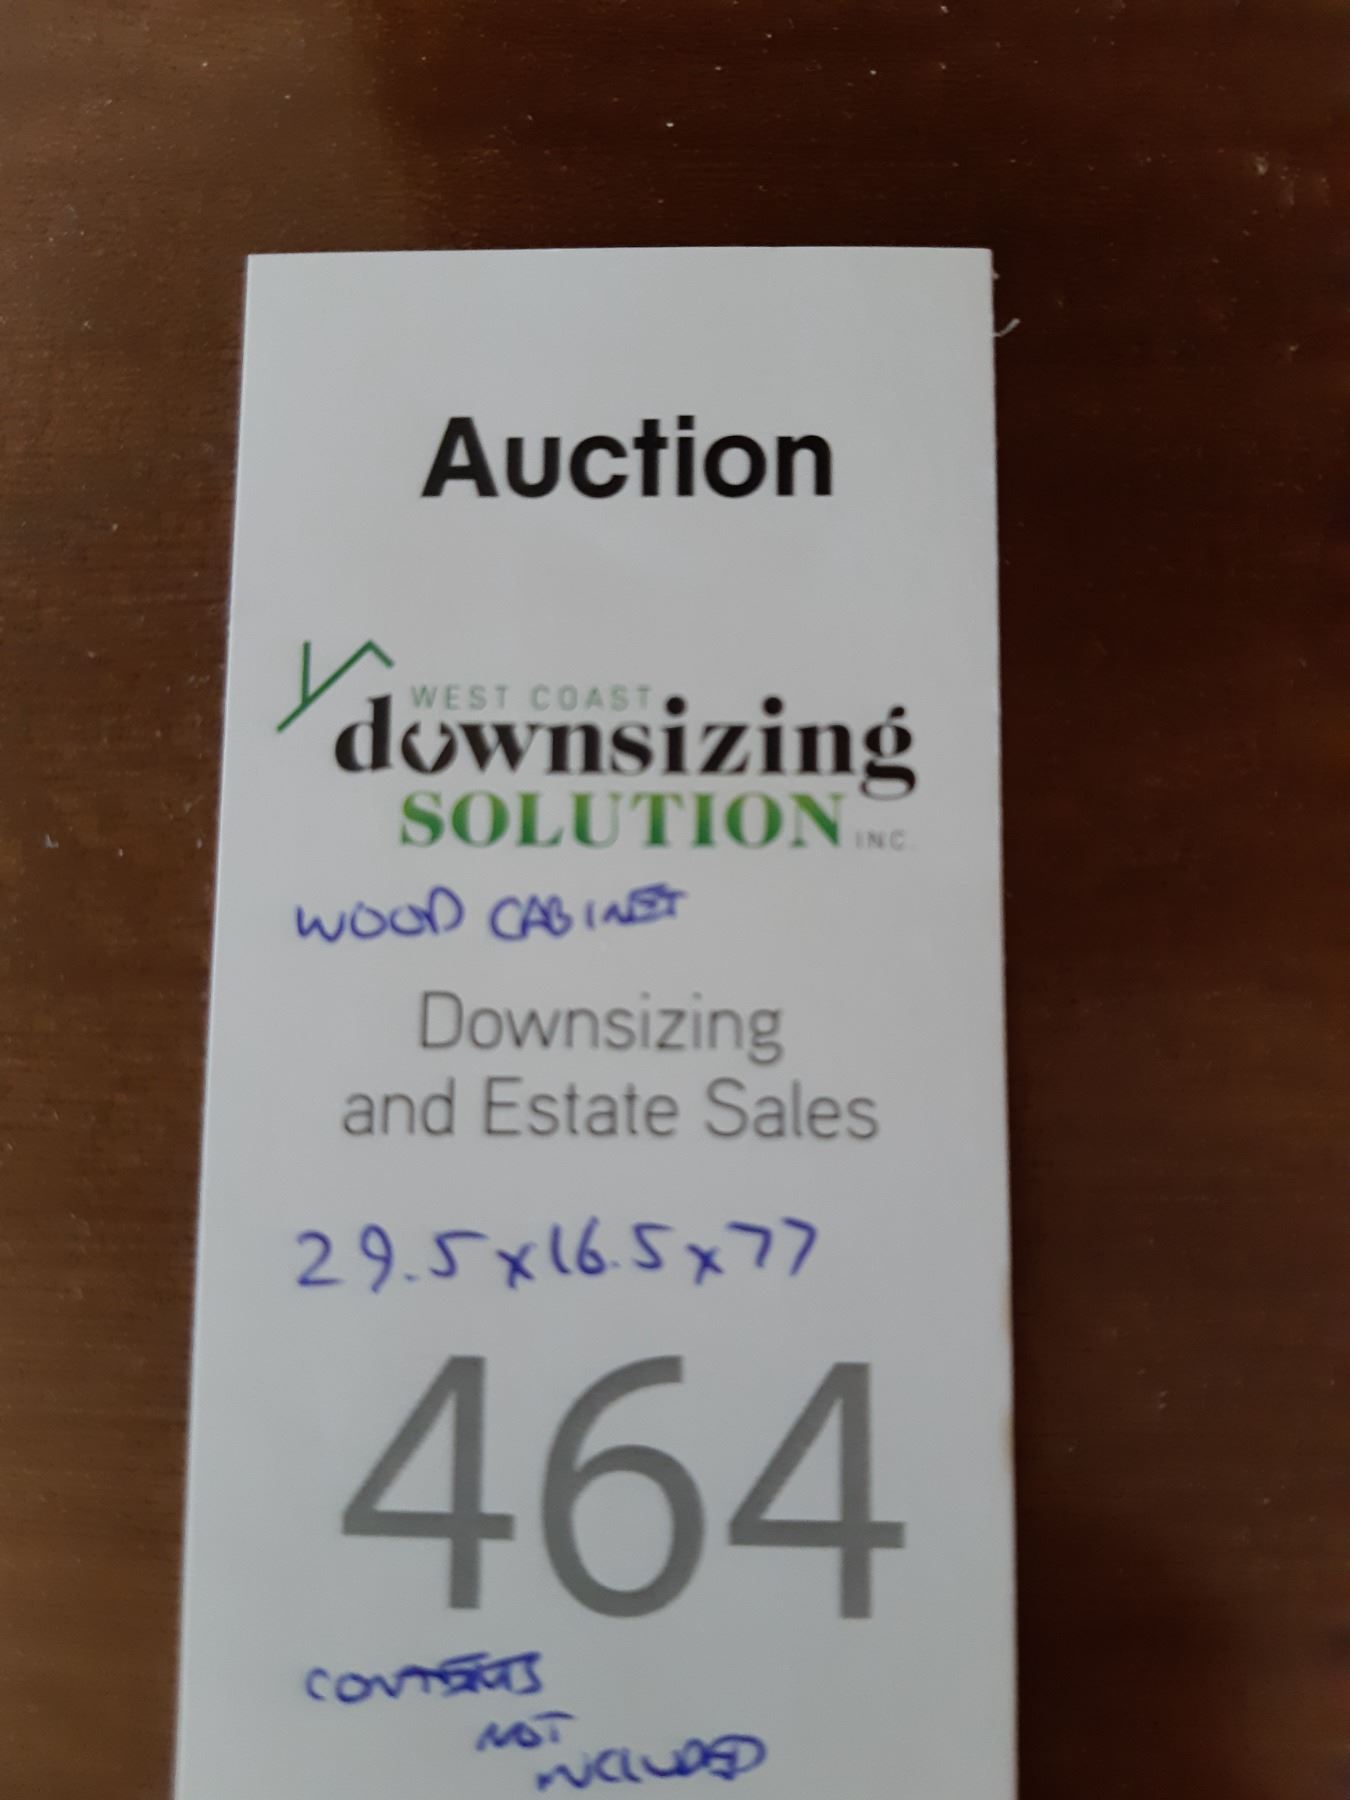 Auction
WEST COAST
downsizing
SOLUTION INC.
WOOD CABINET
Downsizing
and Estate Sales
29.5x16.5x77
464
CONTENTS
NOT
INCLUDED